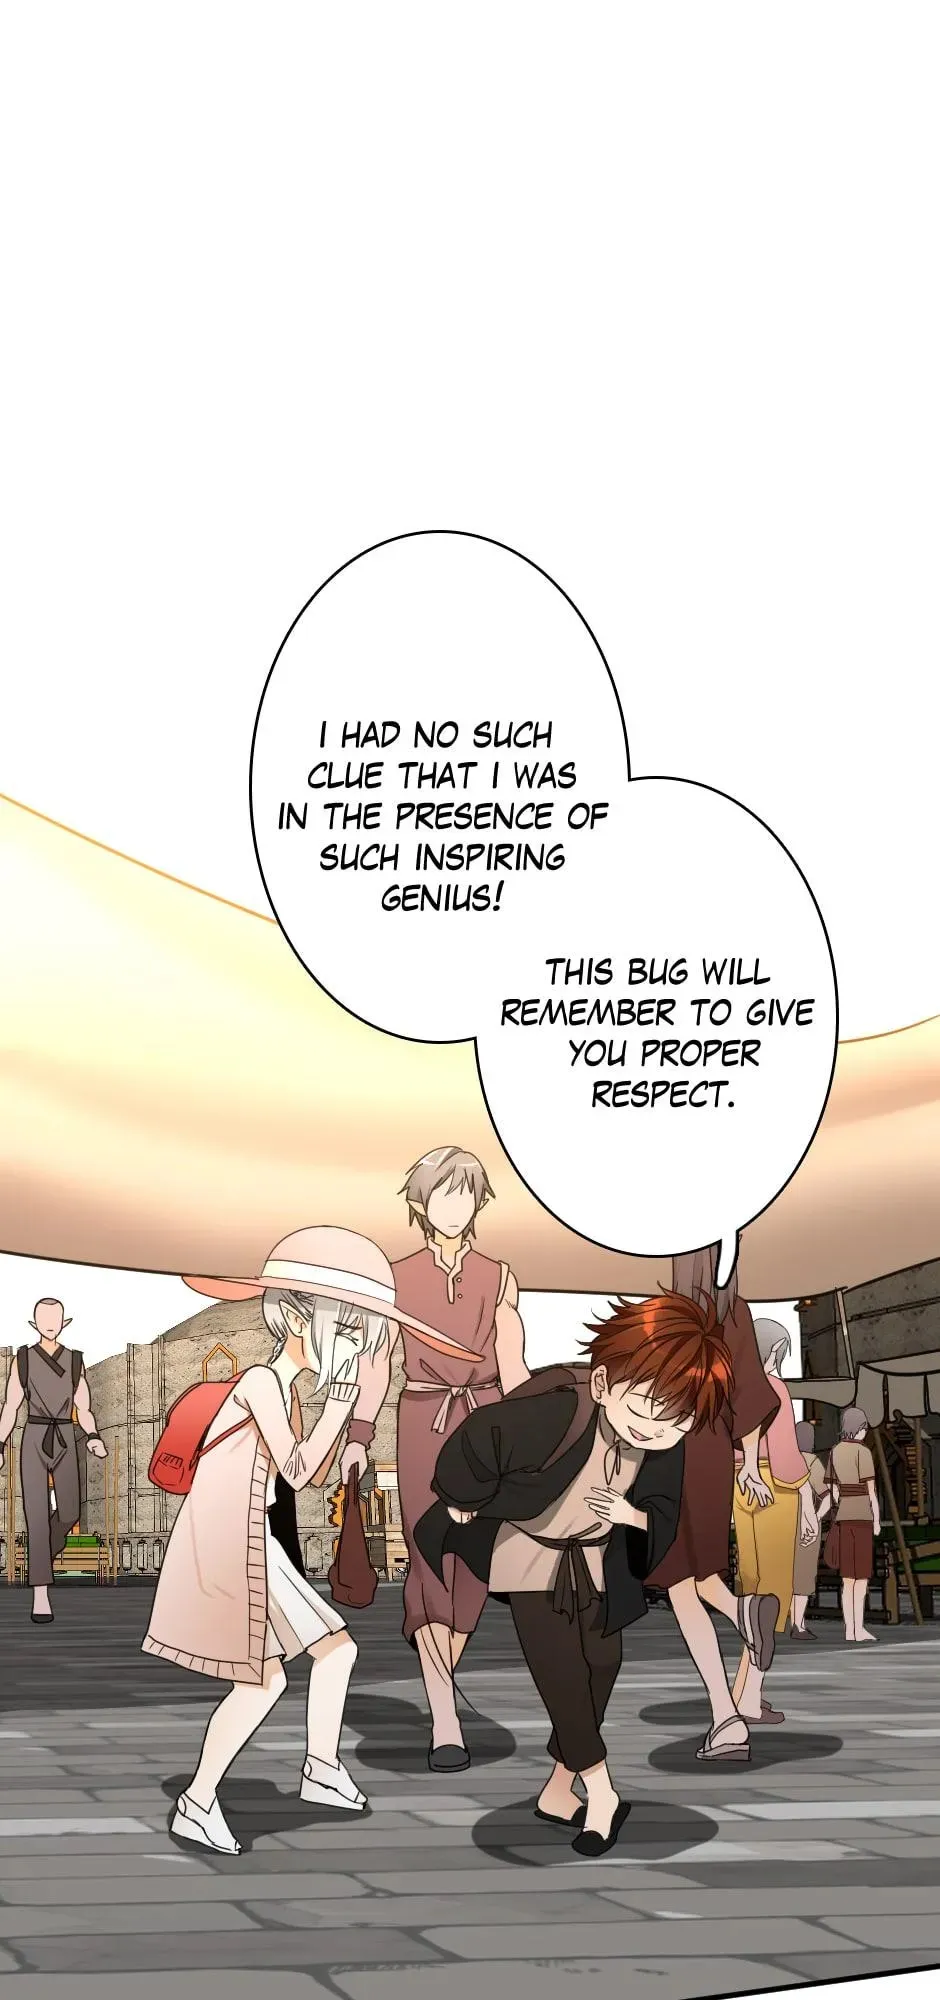 I HAD NO SUCH
CLUE THAT I WAS
IN THE PRESENCE OF
SUCH INSPIRING
GENIUS!
THIS BUG WILL
REMEMBER TO GIVE
YOU PROPER
RESPECT.